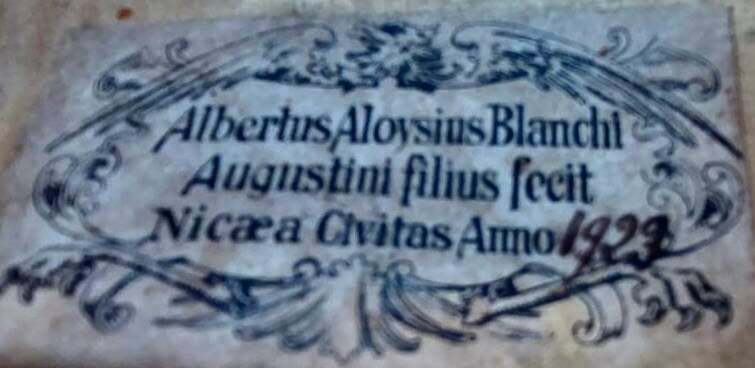 Albertus Aloysius Blanchi
Augustini filius fecit
Nicæa Civitas Anno 1923